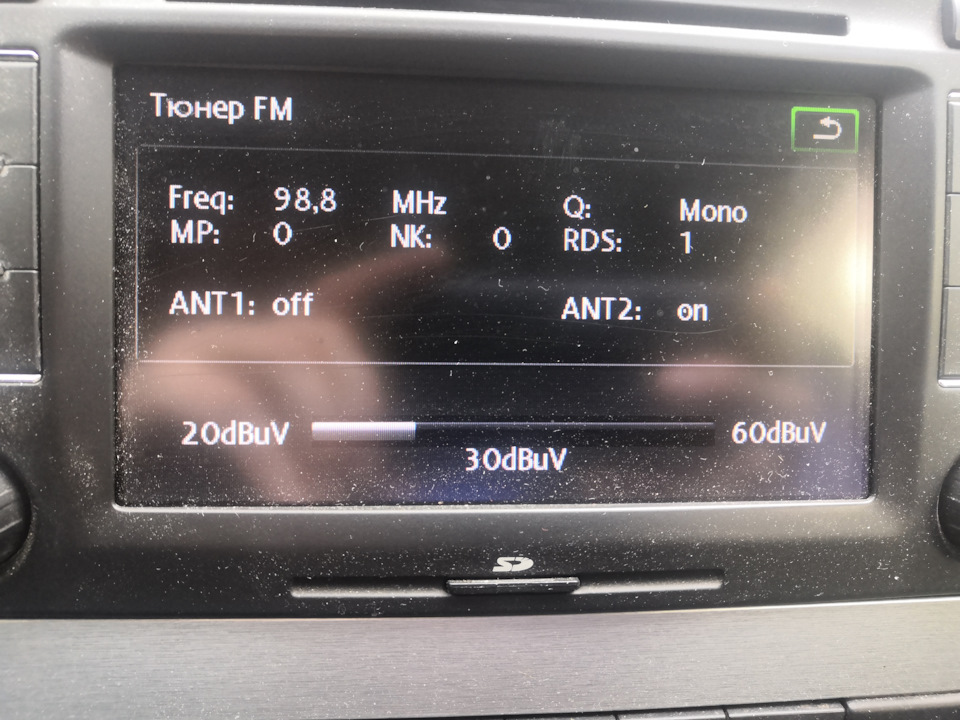 Тюнер FM
Freq: 98,8 MHz Q: Mono
MP: 0 NK: 0 RDS: 1
ANT1: off ANT2: on
20dBuV 60dBuV
30dBuV
SD